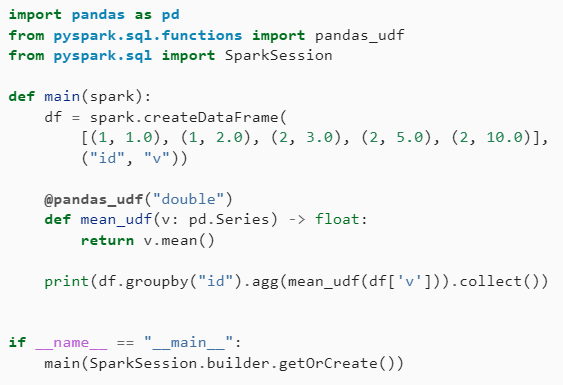 import pandas as pd
from pyspark.sql.functions import pandas_udf
from pyspark.sql import SparkSession

def main(spark):
    df = spark.createDataFrame(
        [(1, 1.0), (1, 2.0), (2, 3.0), (2, 5.0), (2, 10.0)],
        ("id", "v"))

    @pandas_udf("double")
    def mean_udf(v: pd.Series) -> float:
        return v.mean()

    print(df.groupby("id").agg(mean_udf(df['v'])).collect())


if __name__ == "__main__":
    main(SparkSession.builder.getOrCreate())